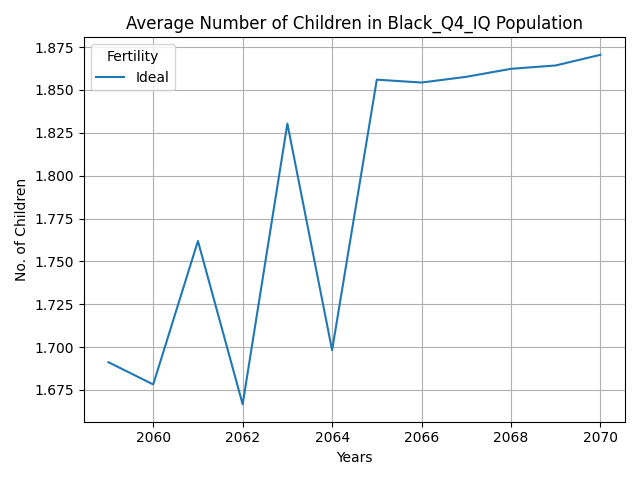 Average Number of Children in Black_Q4_IQ Population
Fertility
Ideal
No. of Children
1.875
1.850
1.825
1.800
1.775
1.750
1.725
1.700
1.675
2060 2062 2064 2066 2068 2070
Years